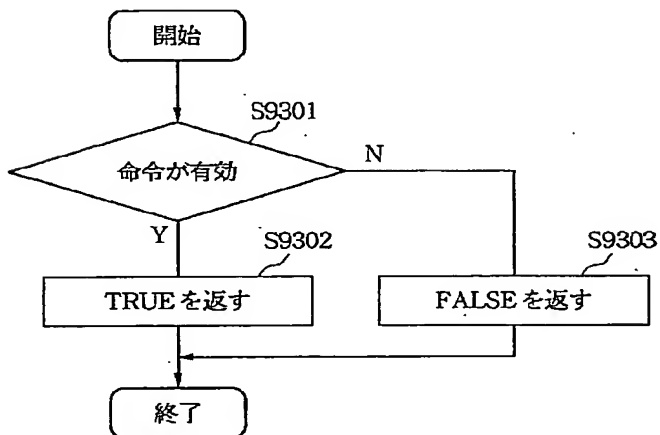 開始
S9301
命令が有効
N
Y
S9302
S9303
TRUEを返す
FALSEを返す
終了